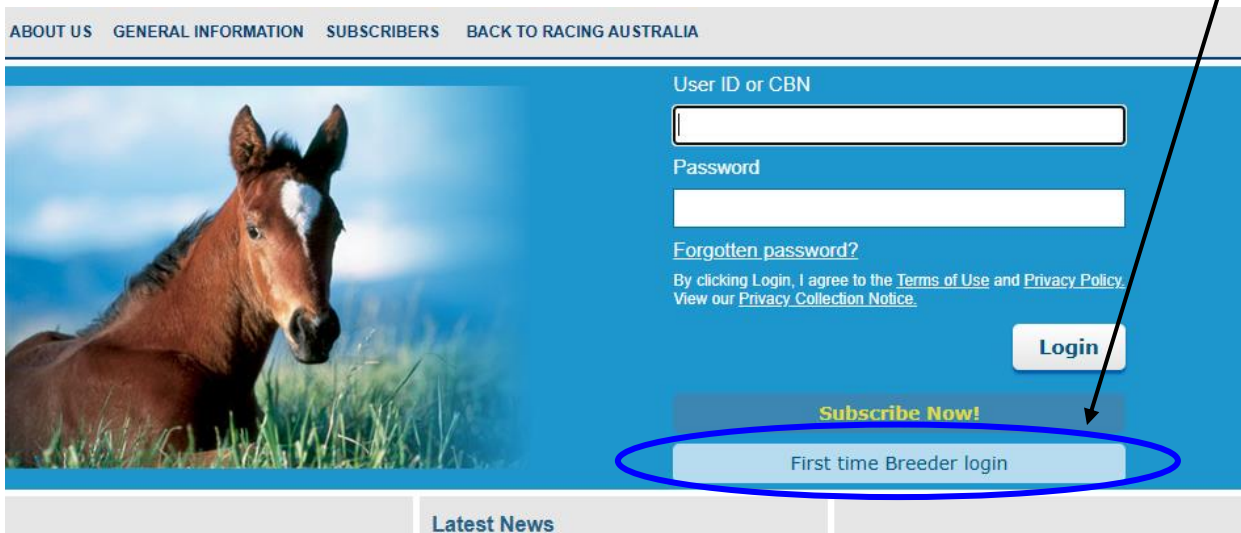 ABOUT US GENERAL INFORMATION SUBSCRIBERS BACK TO RACING AUSTRALIA
User ID or CBN
Password
Forgotten password?
By clicking Login, I agree to the Terms of Use and Privacy Policy.
View our Privacy Collection Notice.
Login
Subscribe Now!
First time Breeder login
Latest News